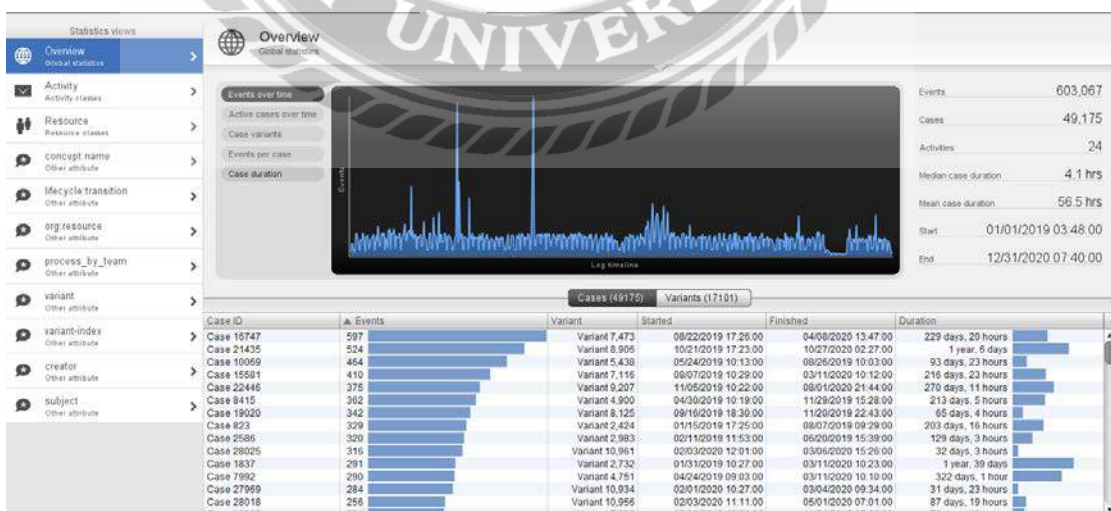 UNIVER
Statistics views
Overview
Global statistics
Activity
Activity classes
Resource
Resource classes
concept:name
Other attribute
lifecycle:transition
Other attribute
org:resource
Other attribute
process_by_team
Other attribute
variant
Other attribute
variant-index
Other attribute
creator
Other attribute
subject
Other attribute
Overview
Global statistics
Events over time
Active cases over time
Case variants
Events per case
Case duration
Events
Log timeline
Events 603,067
Cases 49,175
Activities 24
Median case duration 4.1 hrs
Mean case duration 56.5 hrs
Start 01/01/2019 03:48:00
End 12/31/2020 07:40:00
Cases (49175) Variants (17101)
Case ID ▲ Events Variant Started Finished Duration
Case 16747 597 Variant 7,473 08/22/2019 17:26:00 04/08/2020 13:47:00 229 days, 20 hours
Case 21435 524 Variant 8,906 10/21/2019 17:23:00 10/27/2020 02:27:00 1 year, 6 days
Case 10069 464 Variant 5,438 05/24/2019 10:13:00 08/26/2019 10:03:00 93 days, 23 hours
Case 15581 410 Variant 7,116 08/07/2019 10:29:00 03/11/2020 10:12:00 216 days, 23 hours
Case 22446 375 Variant 9,207 11/05/2019 10:22:00 08/01/2020 21:44:00 270 days, 11 hours
Case 8415 362 Variant 4,900 04/30/2019 10:19:00 11/29/2019 15:28:00 213 days, 5 hours
Case 19020 342 Variant 8,125 09/16/2019 18:30:00 11/20/2019 22:43:00 65 days, 4 hours
Case 823 329 Variant 2,424 01/15/2019 17:25:00 08/07/2019 09:29:00 203 days, 16 hours
Case 2586 320 Variant 2,983 02/11/2019 11:53:00 06/20/2019 15:39:00 129 days, 3 hours
Case 28025 316 Variant 10,961 02/03/2020 12:01:00 03/06/2020 15:26:00 32 days, 3 hours
Case 1837 291 Variant 2,732 01/31/2019 10:27:00 03/11/2020 10:23:00 1 year, 39 days
Case 7992 290 Variant 4,751 04/24/2019 09:03:00 03/11/2020 10:10:00 322 days, 1 hour
Case 27969 284 Variant 10,934 02/01/2020 10:27:00 03/04/2020 09:34:00 31 days, 23 hours
Case 28018 256 Variant 10,956 02/03/2020 11:11:00 05/01/2020 07:01:00 87 days, 19 hours